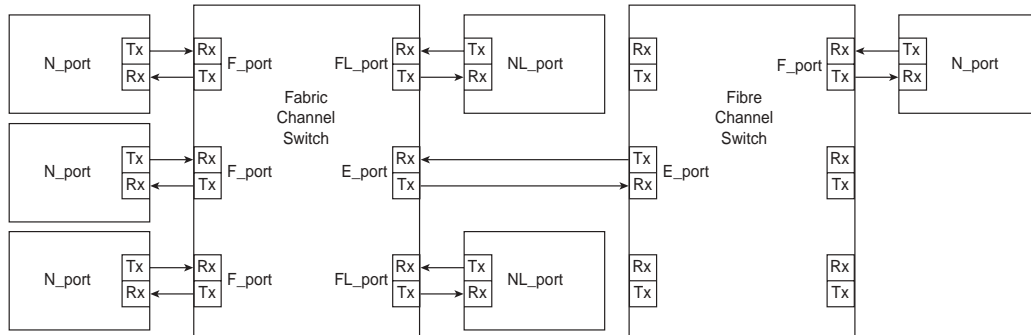 Tx Rx Rx Tx Rx Rx Tx
N_port F_port FL_port NL_port F_port N_port
Rx Tx Tx Rx Tx Tx Rx
Fabric
Channel
Switch
Fibre
Channel
Switch
Tx Rx Rx Tx Rx
N_port F_port E_port E_port
Rx Tx Tx Rx Tx
Tx Rx Rx Tx Rx Rx
N_port F_port FL_port NL_port
Rx Tx Tx Rx Tx Tx